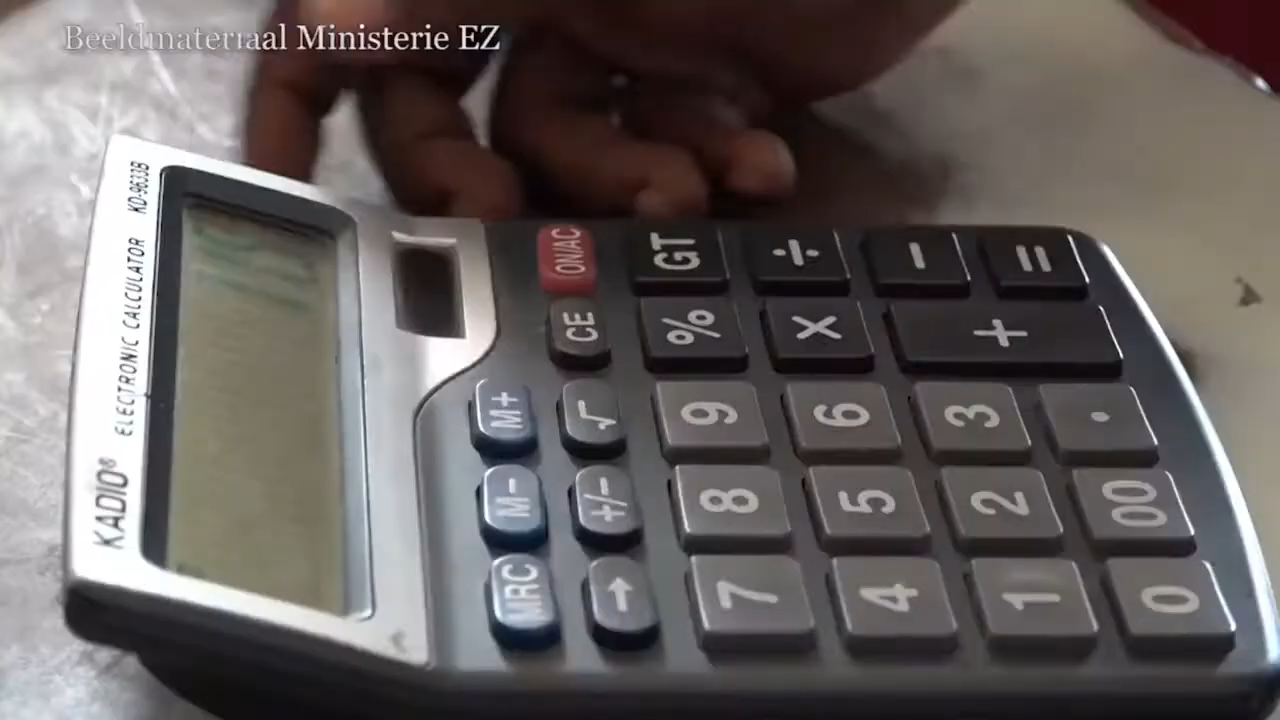 Beeldmateriaal Ministerie EZ
KADIO® ELECTRONIC CALCULATOR KD-9633B
ON/AC GT ÷ - =
CE % × +
M+ √ 9 6 3 .
M- +/- 8 5 2 00
MRC → 7 4 1 0